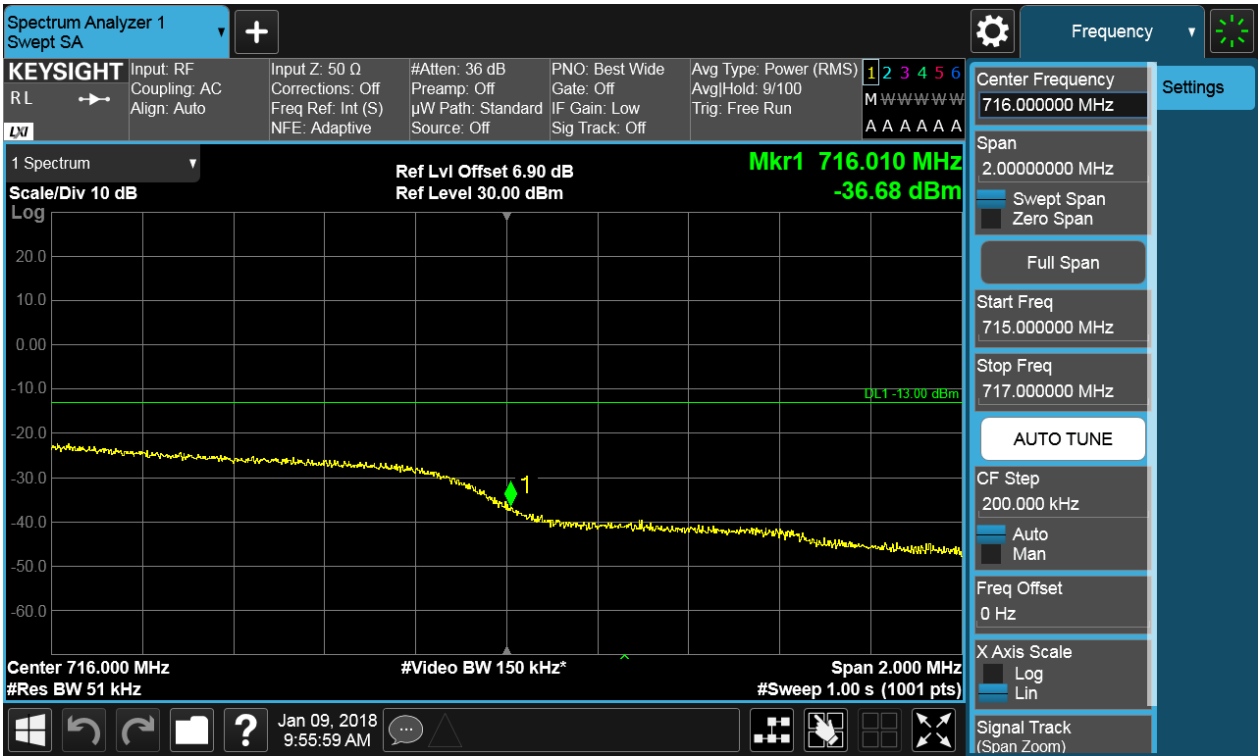 Spectrum Analyzer 1
Swept SA
+
Frequency
KEYSIGHT
R L
LXI
Input: RF
Coupling: AC
Align: Auto
Input Z: 50 Ω
Corrections: Off
Freq Ref: Int (S)
NFE: Adaptive
#Atten: 36 dB
Preamp: Off
µW Path: Standard
Source: Off
PNO: Best Wide
Gate: Off
IF Gain: Low
Sig Track: Off
Avg Type: Power (RMS)
Avg|Hold: 9/100
Trig: Free Run
1 2 3 4 5 6
M W W W W W
A A A A A A
1 Spectrum
Scale/Div 10 dB
Log
Ref Lvl Offset 6.90 dB
Ref Level 30.00 dBm
Mkr1 716.010 MHz
-36.68 dBm
20.0
10.0
0.00
-10.0
DL1 -13.00 dBm
-20.0
-30.0
1
-40.0
-50.0
-60.0
Center 716.000 MHz
#Video BW 150 kHz*
Span 2.000 MHz
#Res BW 51 kHz
#Sweep 1.00 s (1001 pts)
?
Jan 09, 2018
9:55:59 AM
Center Frequency
716.000000 MHz
Span
2.00000000 MHz
Swept Span
Zero Span
Full Span
Start Freq
715.000000 MHz
Stop Freq
717.000000 MHz
AUTO TUNE
CF Step
200.000 kHz
Auto
Man
Freq Offset
0 Hz
X Axis Scale
Log
Lin
Signal Track
(Span Zoom)
Settings